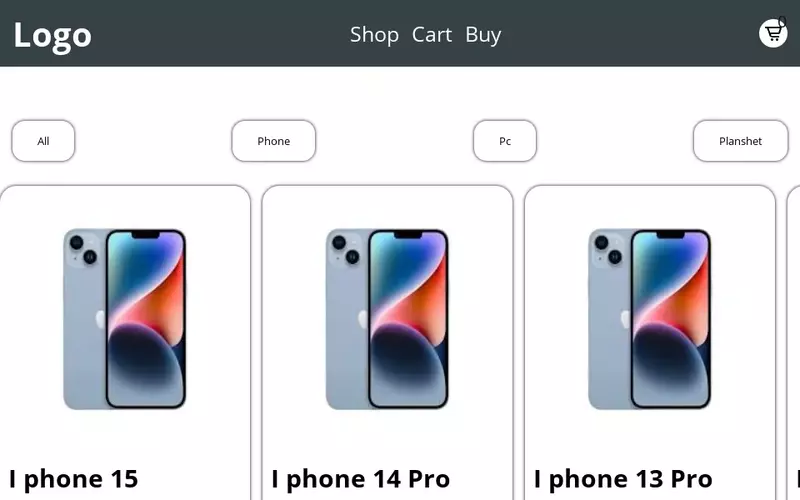 Logo
Shop Cart Buy
0
All
Phone
Pc
Planshet
I phone 15
I phone 14 Pro
I phone 13 Pro